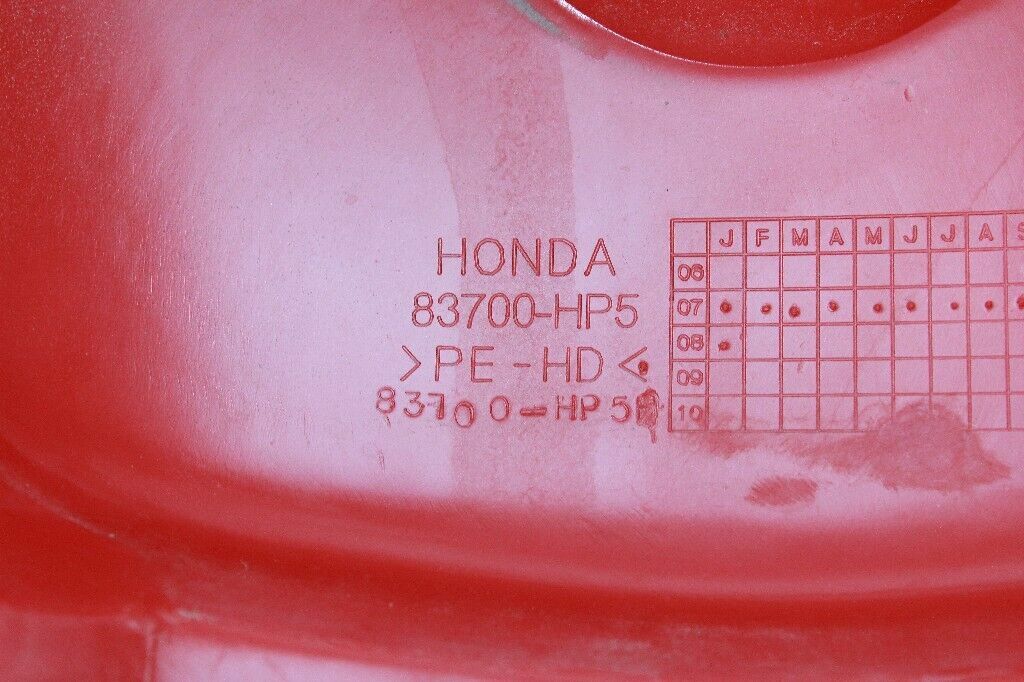 HONDA
83700-HP5
>PE-HD<
83700-HP5
J F M A M J J A S
06
07
08
09
10